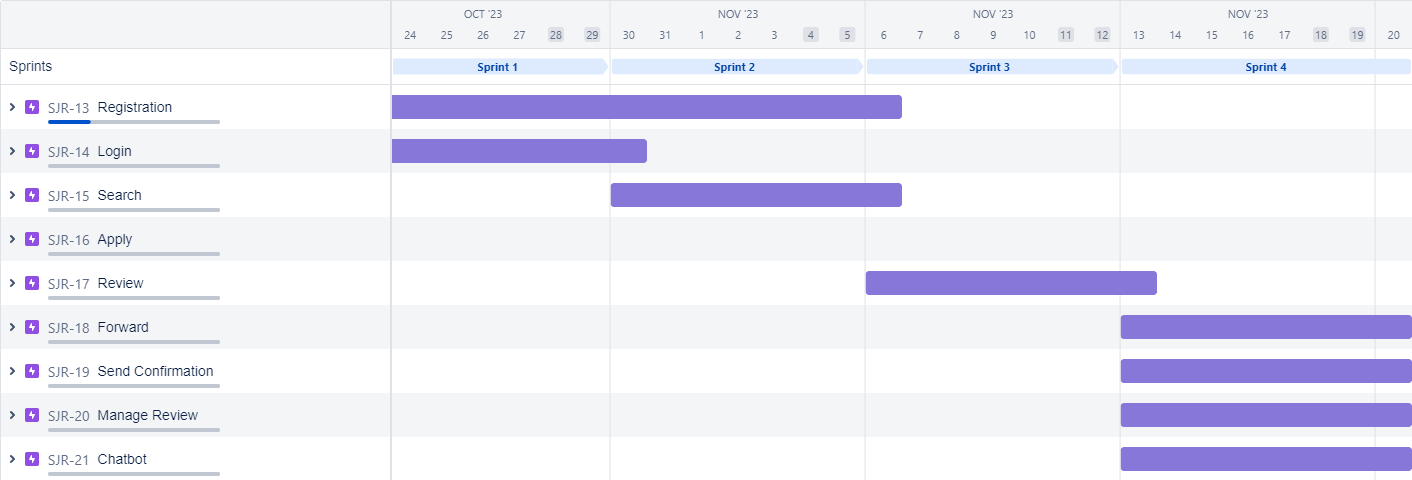 OCT '23 NOV '23 NOV '23 NOV '23
24 25 26 27 28 29 30 31 1 2 3 4 5 6 7 8 9 10 11 12 13 14 15 16 17 18 19 20
Sprints Sprint 1 Sprint 2 Sprint 3 Sprint 4
SJR-13 Registration
SJR-14 Login
SJR-15 Search
SJR-16 Apply
SJR-17 Review
SJR-18 Forward
SJR-19 Send Confirmation
SJR-20 Manage Review
SJR-21 Chatbot